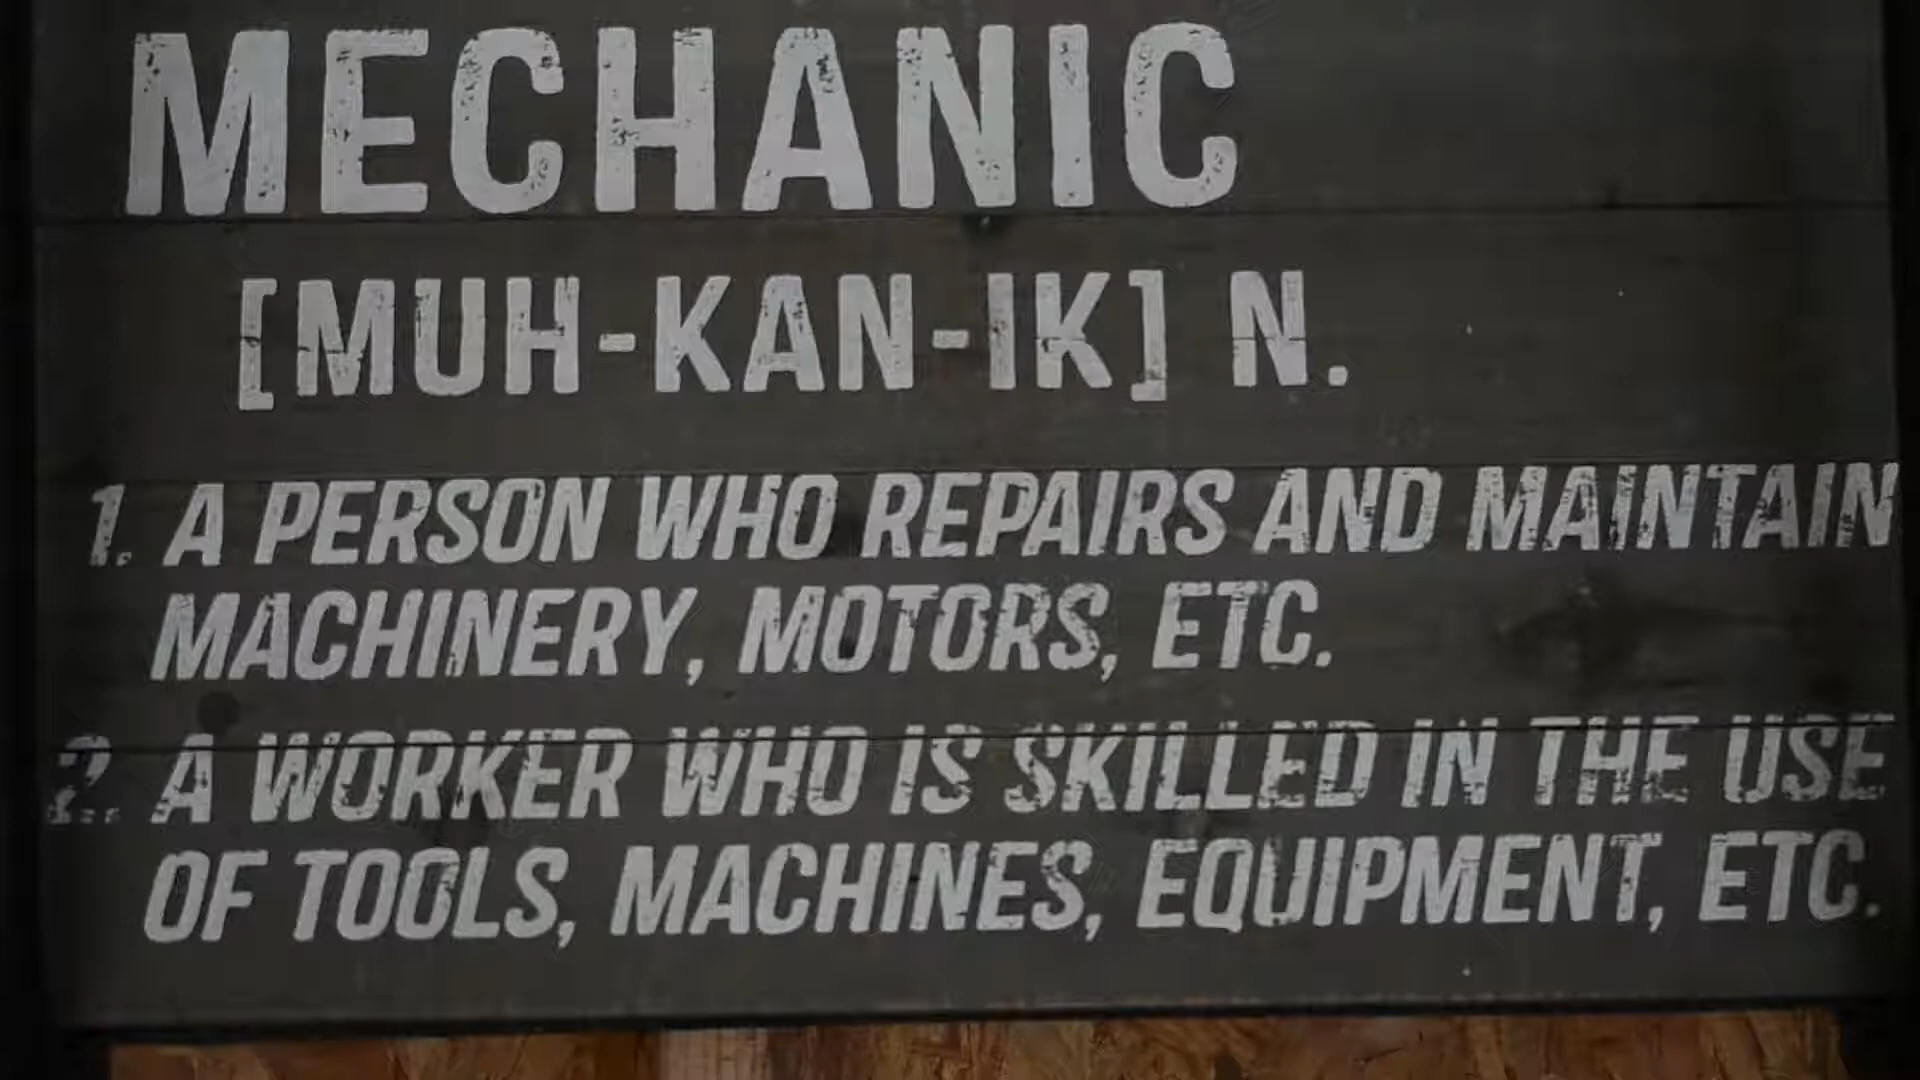 MECHANIC
[MUH-KAN-IK] N.
1. A PERSON WHO REPAIRS AND MAINTAIN
MACHINERY, MOTORS, ETC.
2. A WORKER WHO IS SKILLED IN THE USE
OF TOOLS, MACHINES, EQUIPMENT, ETC.